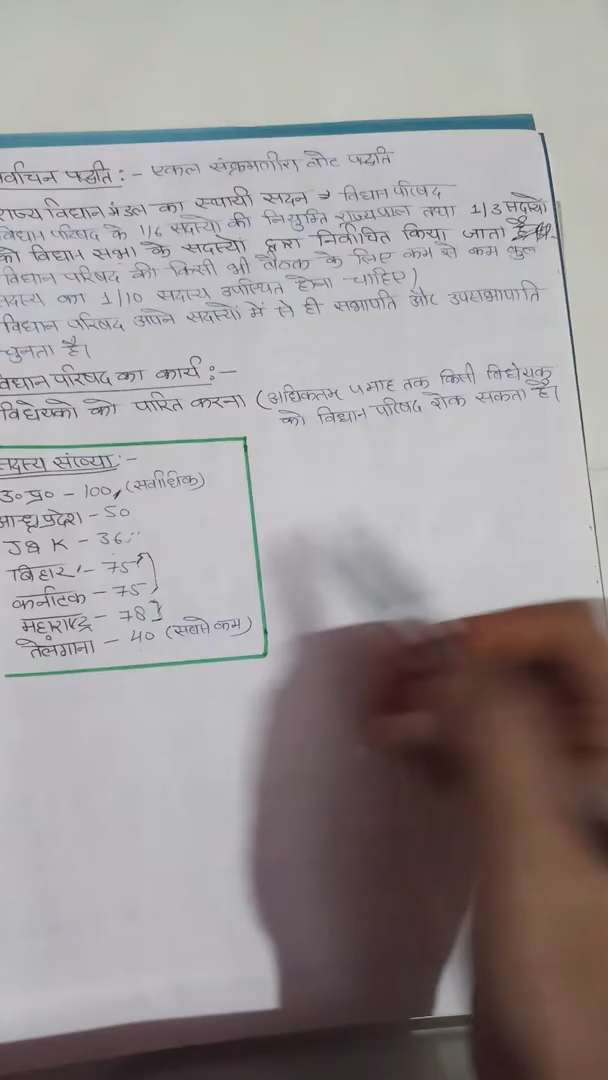 र्वाचन पद्धति :- एकल संक्रमणीय वोट पद्धति
राज्य विधान मंडल का स्थायी सदन → विधान परिषद
विधान परिषद के 1/6 सदस्यो की नियुक्ति राज्यपाल तथा 1/3 सदस्यो
को विधान सभा के सदस्यो द्वारा निर्वाचित किया जाता है
विधान परिषद की किसी भी बैठक के लिए कम से कम कुल
सदस्य का 1/10 सदस्य उपस्थित होना चाहिए)
विधान परिषद अपने सदस्यों में से ही सभापति और उपसभापति
चुनता है।
विधान परिषद का कार्य :-
विधेयको को पारित करना (अधिकतम 4 माह तक किसी विधेयक
को विधान परिषद रोक सकता है।
सदस्य संख्या :-
उ०प्र० - 100, (सर्वाधिक)
आन्ध्र प्रदेश - 50
J & K - 36
बिहार - 75
कर्नाटक - 75
महाराष्ट्र - 78
तेलंगाना - 40 (सबसे कम)